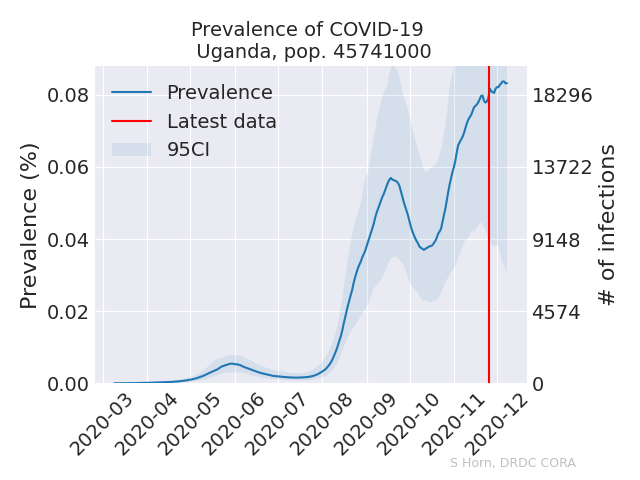 Prevalence of COVID-19
Uganda, pop. 45741000
Prevalence
Latest data
95CI
Prevalence (%)
0.08
0.06
0.04
0.02
0.00
18296
13722
9148
4574
0
# of infections
2020-03
2020-04
2020-05
2020-06
2020-07
2020-08
2020-09
2020-10
2020-11
2020-12
S Horn, DRDC CORA